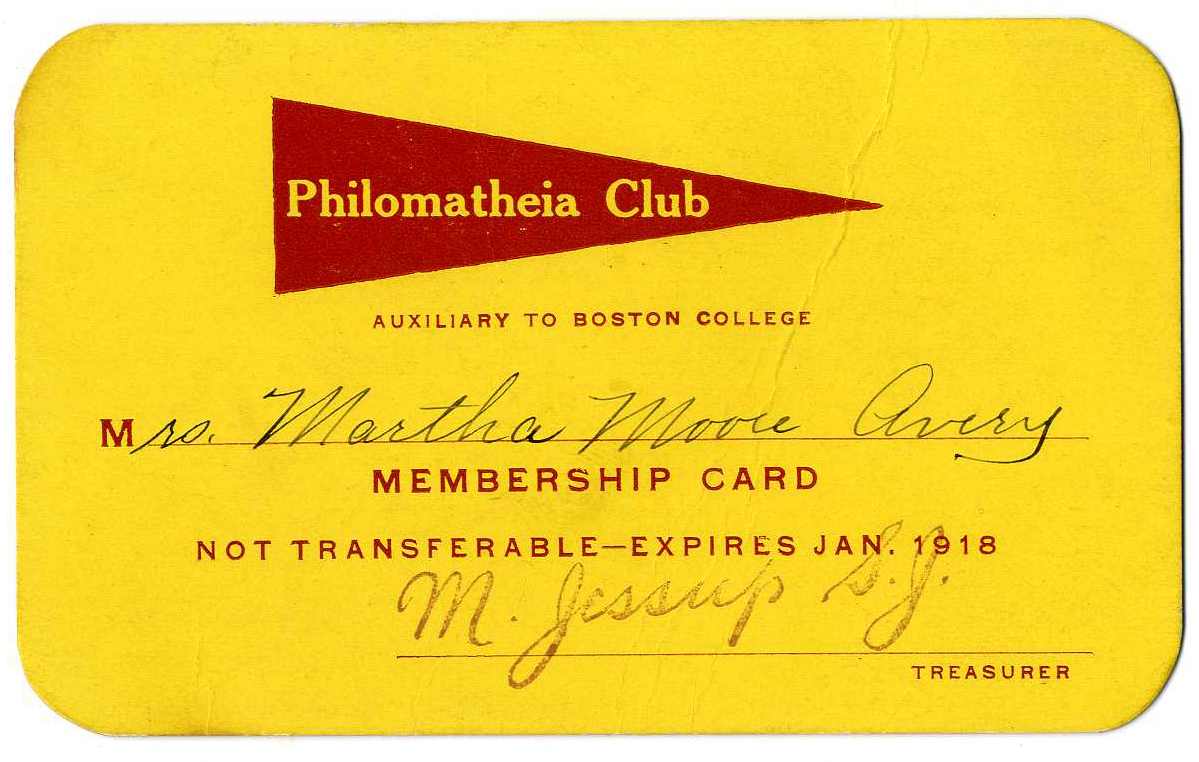 Philomatheia Club
AUXILIARY TO BOSTON COLLEGE
Mrs. Martha Moore Avery
MEMBERSHIP CARD
NOT TRANSFERABLE—EXPIRES JAN. 1918
M. Jessup S.J.
TREASURER